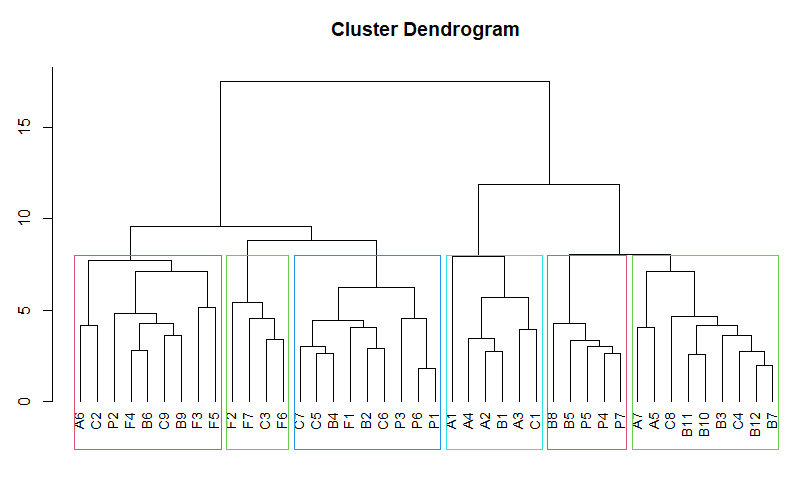 Cluster Dendrogram
15
10
5
0
A6 C2 P2 F4 B6 C9 B9 F3 F5 F2 F7 C3 F6 C7 C5 B4 F1 B2 C6 P3 P6 P1 A1 A4 A2 B1 A3 C1 B8 B5 P5 P4 P7 A7 A5 C8 B11 B10 B3 C4 B12 B7